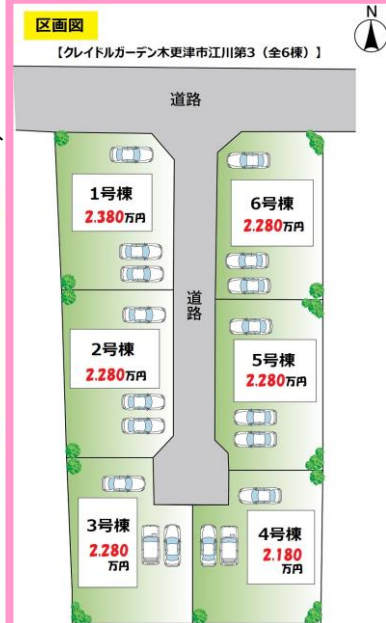 区画図
N
【クレイドルガーデン木更津市江川第3（全6棟）】
道路
1号棟
2.380万円
6号棟
2.280万円
道路
2号棟
2.280万円
5号棟
2.280万円
3号棟
2.280
万円
4号棟
2.180
万円